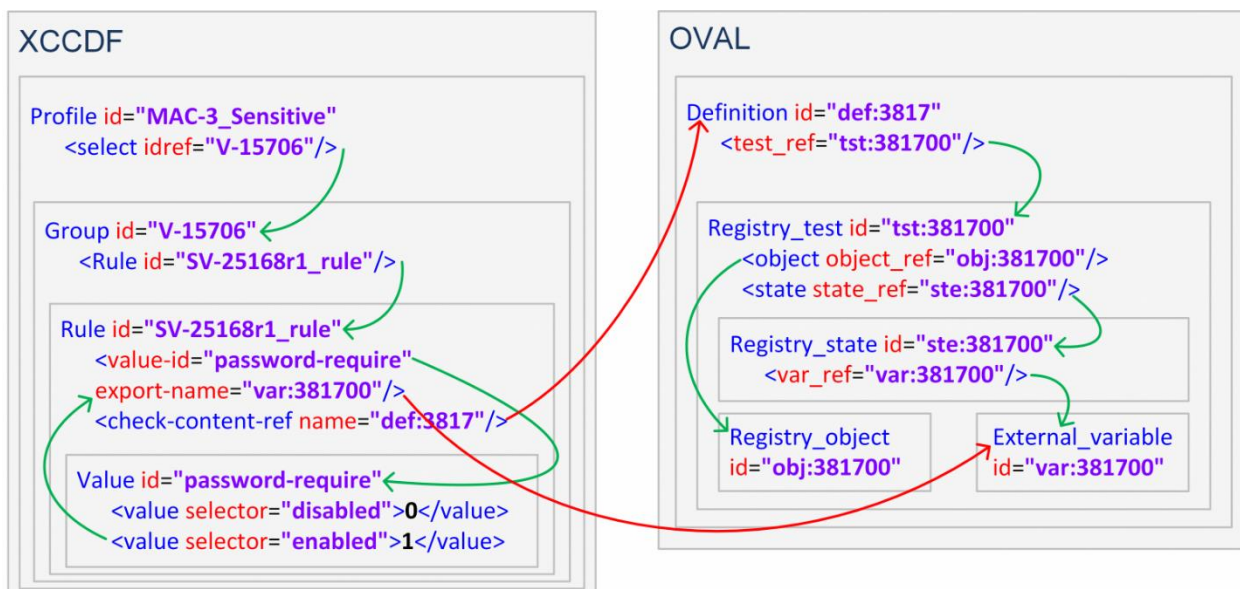 XCCDF
Profile id="MAC-3_Sensitive"
<select idref="V-15706"/>
Group id="V-15706"
<Rule id="SV-25168r1_rule"/>
Rule id="SV-25168r1_rule"
<value-id="password-require"
export-name="var:381700"/>
<check-content-ref name="def:3817"/>
Value id="password-require"
<value selector="disabled">0</value>
<value selector="enabled">1</value>
OVAL
Definition id="def:3817"
<test_ref="tst:381700"/>
Registry_test id="tst:381700"
<object object_ref="obj:381700"/>
<state state_ref="ste:381700"/>
Registry_state id="ste:381700"
<var_ref="var:381700"/>
Registry_object
id="obj:381700"
External_variable
id="var:381700"